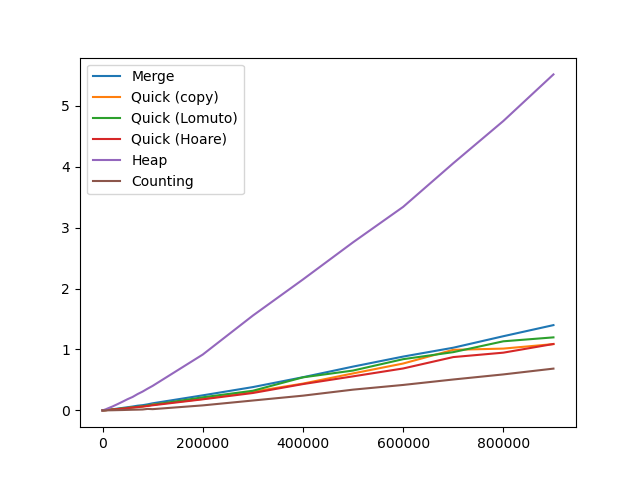 Merge
Quick (copy)
Quick (Lomuto)
Quick (Hoare)
Heap
Counting
5
4
3
2
1
0
0 200000 400000 600000 800000